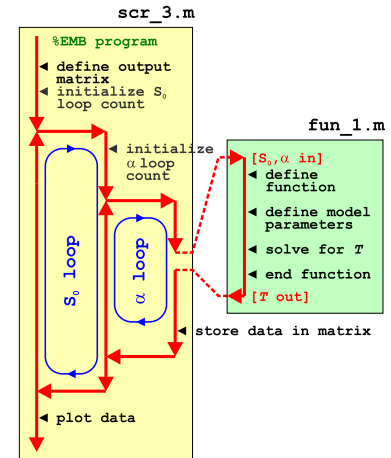 scr_3.m
%EMB program
define output
matrix
initialize S₀
loop count
initialize
α loop
count
S₀ loop
α loop
store data in matrix
plot data
fun_1.m
[S₀,α in]
define
function
define model
parameters
solve for T
end function
[T out]